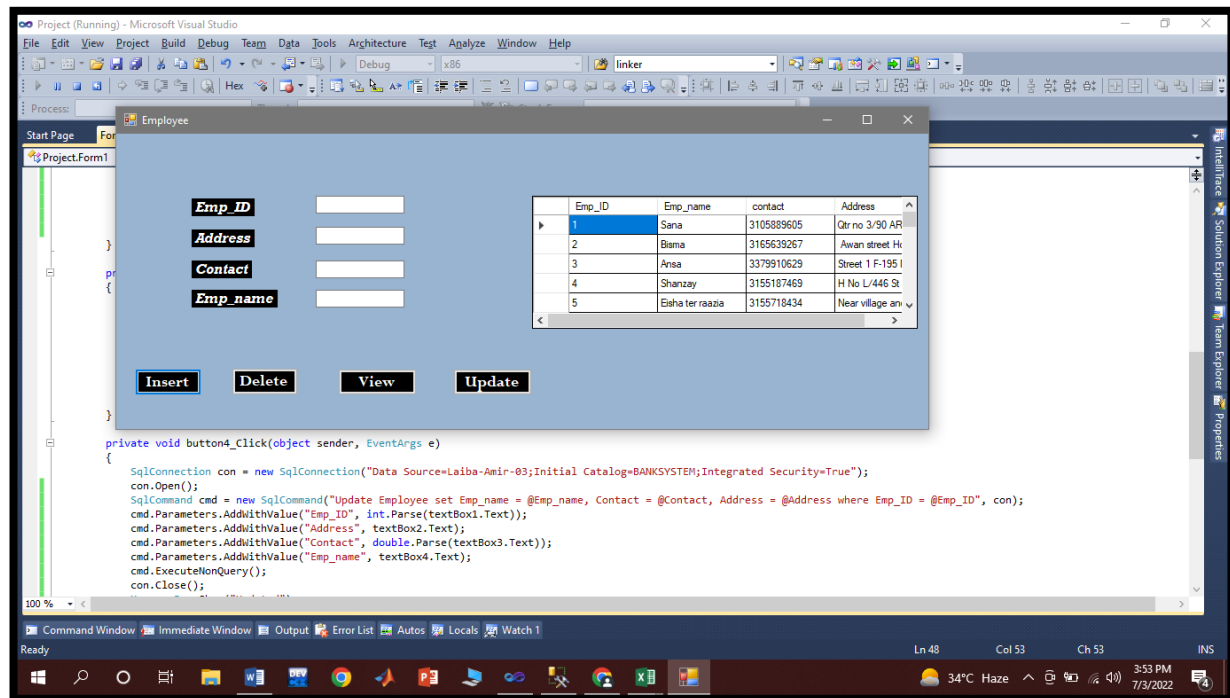 Project (Running) - Microsoft Visual Studio
File Edit View Project Build Debug Team Data Tools Architecture Test Analyze Window Help
Debug x86 linker
Hex
Process:
Employee
Start Page For
Project.Form1
Emp_ID
Address
Contact
Emp_name
Emp_ID Emp_name contact Address
1 Sana 3105889605 Qtr no 3/90 AR
2 Bisma 3165639267 Awan street Ho
3 Ansa 3379910629 Street 1 F-195
4 Shanzay 3155187469 H No L/446 St
5 Eisha ter raazia 3155718434 Near village an
Insert Delete View Update
}
pr
{
}
private void button4_Click(object sender, EventArgs e)
{
SqlConnection con = new SqlConnection("Data Source=Laiba-Amir-03;Initial Catalog=BANKSYSTEM;Integrated Security=True");
con.Open();
SqlCommand cmd = new SqlCommand("Update Employee set Emp_name = @Emp_name, Contact = @Contact, Address = @Address where Emp_ID = @Emp_ID", con);
cmd.Parameters.AddWithValue("Emp_ID", int.Parse(textBox1.Text));
cmd.Parameters.AddWithValue("Address", textBox2.Text);
cmd.Parameters.AddWithValue("Contact", double.Parse(textBox3.Text));
cmd.Parameters.AddWithValue("Emp_name", textBox4.Text);
cmd.ExecuteNonQuery();
con.Close();
100 %
IntelliTrace
Solution Explorer
Team Explorer
Properties
Command Window Immediate Window Output Error List Autos Locals Watch 1
Ready Ln 48 Col 53 Ch 53 INS
DEV
34°C Haze 3:53 PM
7/3/2022
4